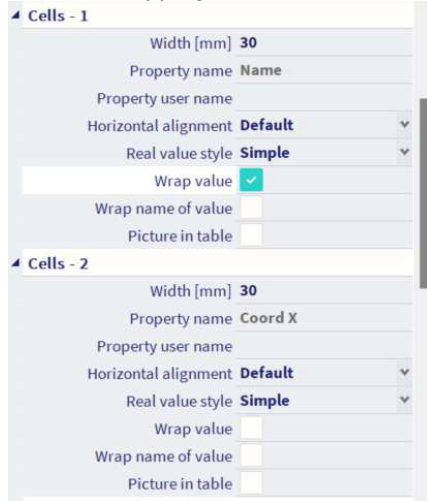 Cells - 1
Width [mm] 30
Property name Name
Property user name
Horizontal alignment Default
Real value style Simple
Wrap value
Wrap name of value
Picture in table
Cells - 2
Width [mm] 30
Property name Coord X
Property user name
Horizontal alignment Default
Real value style Simple
Wrap value
Wrap name of value
Picture in table